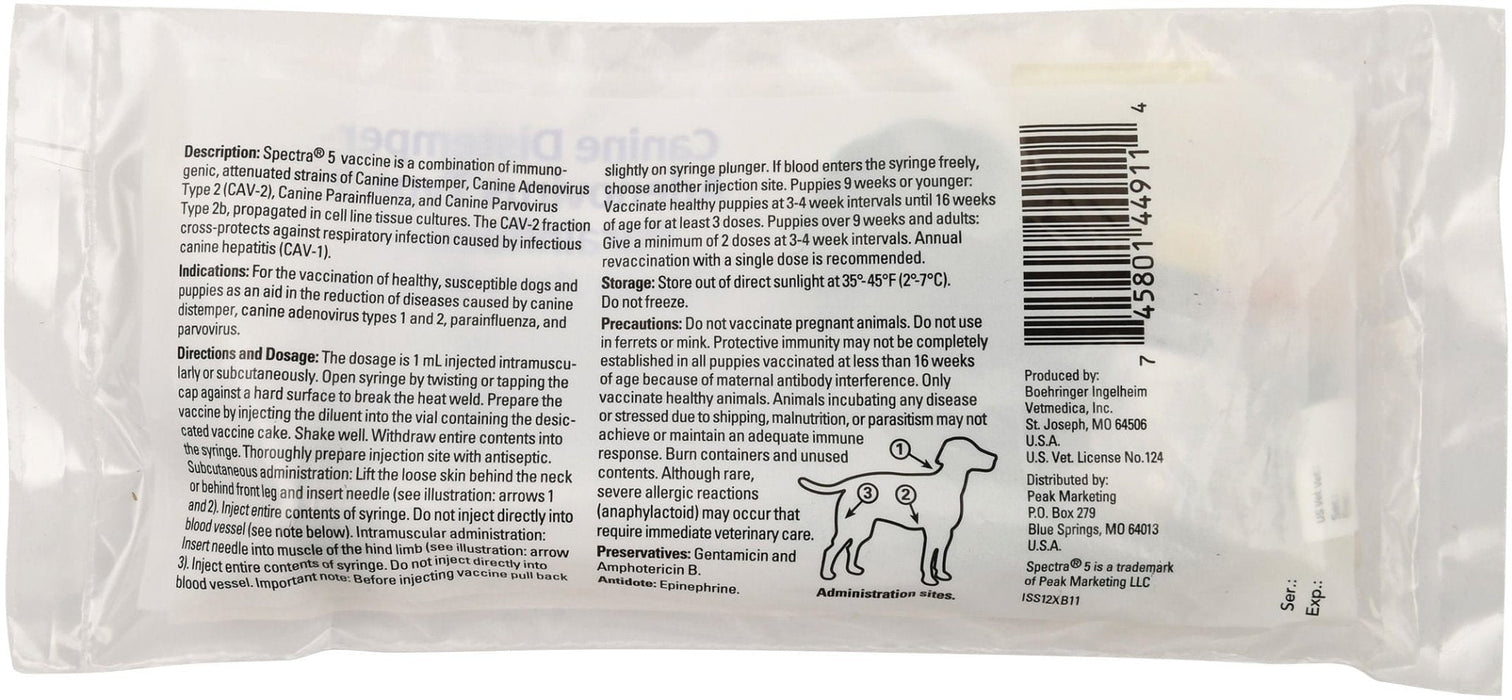 Description: Spectra® 5 vaccine is a combination of immuno-
genic, attenuated strains of Canine Distemper, Canine Adenovirus
Type 2 (CAV-2), Canine Parainfluenza, and Canine Parvovirus
Type 2b, propagated in cell line tissue cultures. The CAV-2 fraction
cross-protects against respiratory infection caused by infectious
canine hepatitis (CAV-1).
Indications: For the vaccination of healthy, susceptible dogs and
puppies as an aid in the reduction of diseases caused by canine
distemper, canine adenovirus types 1 and 2, parainfluenza, and
parvovirus.
Directions and Dosage: The dosage is 1 mL injected intramuscu-
larly or subcutaneously. Open syringe by twisting or tapping the
cap against a hard surface to break the heat weld. Prepare the
vaccine by injecting the diluent into the vial containing the desic-
cated vaccine cake. Shake well. Withdraw entire contents into
the syringe. Thoroughly prepare injection site with antiseptic.
Subcutaneous administration: Lift the loose skin behind the neck
or behind front leg and insert needle (see illustration: arrows 1
and 2). Inject entire contents of syringe. Do not inject directly into
blood vessel (see note below). Intramuscular administration:
Insert needle into muscle of the hind limb (see illustration: arrow
3). Inject entire contents of syringe. Do not inject directly into
blood vessel. Important note: Before injecting vaccine pull back
slightly on syringe plunger. If blood enters the syringe freely,
choose another injection site. Puppies 9 weeks or younger:
Vaccinate healthy puppies at 3-4 week intervals until 16 weeks
of age for at least 3 doses. Puppies over 9 weeks and adults:
Give a minimum of 2 doses at 3-4 week intervals. Annual
revaccination with a single dose is recommended.
Storage: Store out of direct sunlight at 35°-45°F (2°-7°C).
Do not freeze.
Precautions: Do not vaccinate pregnant animals. Do not use
in ferrets or mink. Protective immunity may not be completely
established in all puppies vaccinated at less than 16 weeks
of age because of maternal antibody interference. Only
vaccinate healthy animals. Animals incubating any disease
or stressed due to shipping, malnutrition, or parasitism may not
achieve or maintain an adequate immune
response. Burn containers and unused
contents. Although rare,
severe allergic reactions
(anaphylactoid) may occur that
require immediate veterinary care.
Preservatives: Gentamicin and
Amphotericin B.
Antidote: Epinephrine.
1
3 2
Administration sites.
7 45801 44911 4
Produced by:
Boehringer Ingelheim
Vetmedica, Inc.
St. Joseph, MO 64506
U.S.A.
U.S. Vet. License No. 124
Distributed by:
Peak Marketing
P.O. Box 279
Blue Springs, MO 64013
U.S.A.
Spectra® 5 is a trademark
of Peak Marketing LLC
ISS12XB11
Ser.:
Exp.:
Canine Distemper